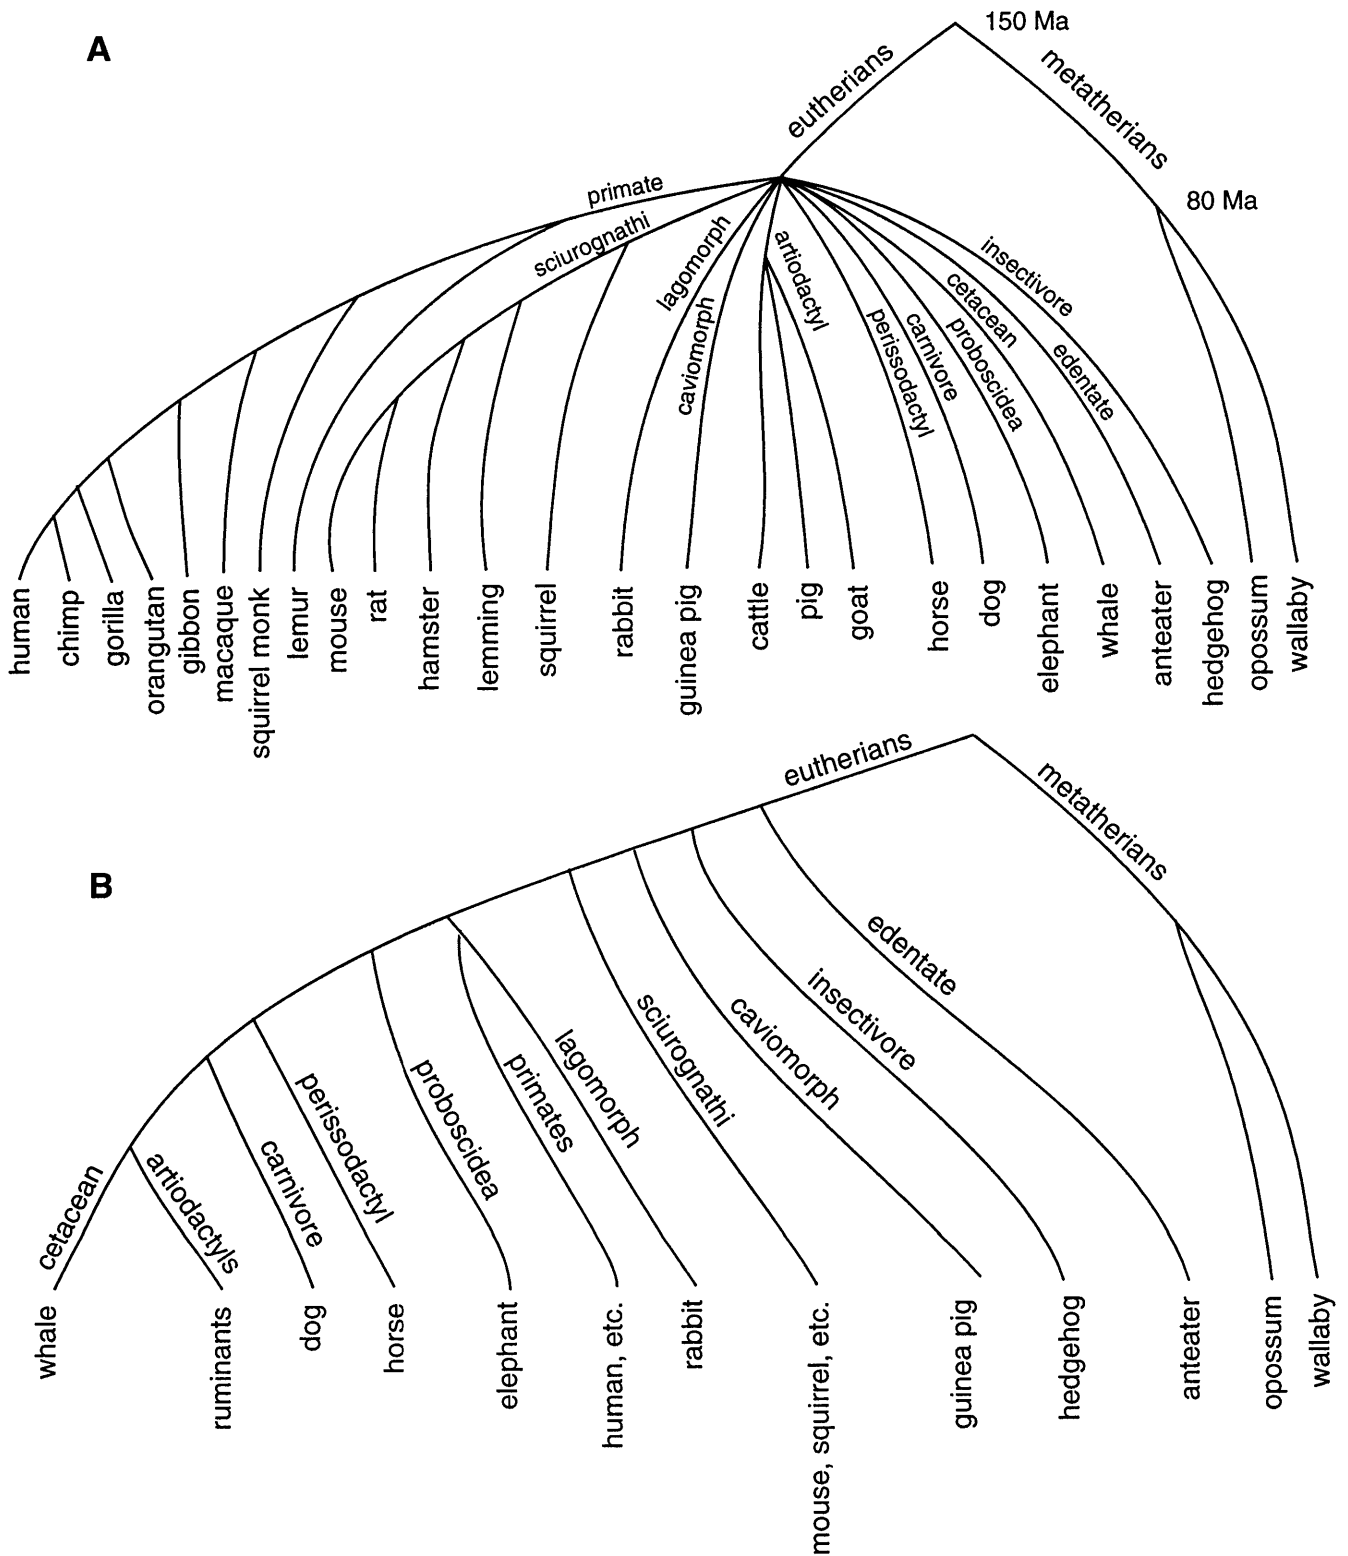 A
150 Ma
eutherians
metatherians
80 Ma
primate
sciurognathi
lagomorph
caviomorph
artiodactyl
perissodactyl
carnivore
proboscidea
cetacean
edentate
insectivore
human
chimp
gorilla
orangutan
gibbon
macaque
squirrel monk
lemur
mouse
rat
hamster
lemming
squirrel
rabbit
guinea pig
cattle
pig
goat
horse
dog
elephant
whale
anteater
hedgehog
opossum
wallaby
B
eutherians
metatherians
cetacean
artiodactyls
carnivore
perissodactyl
proboscidea
primates
lagomorph
sciurognathi
caviomorph
insectivore
edentate
whale
ruminants
dog
horse
elephant
human, etc.
rabbit
mouse, squirrel, etc.
guinea pig
hedgehog
anteater
opossum
wallaby